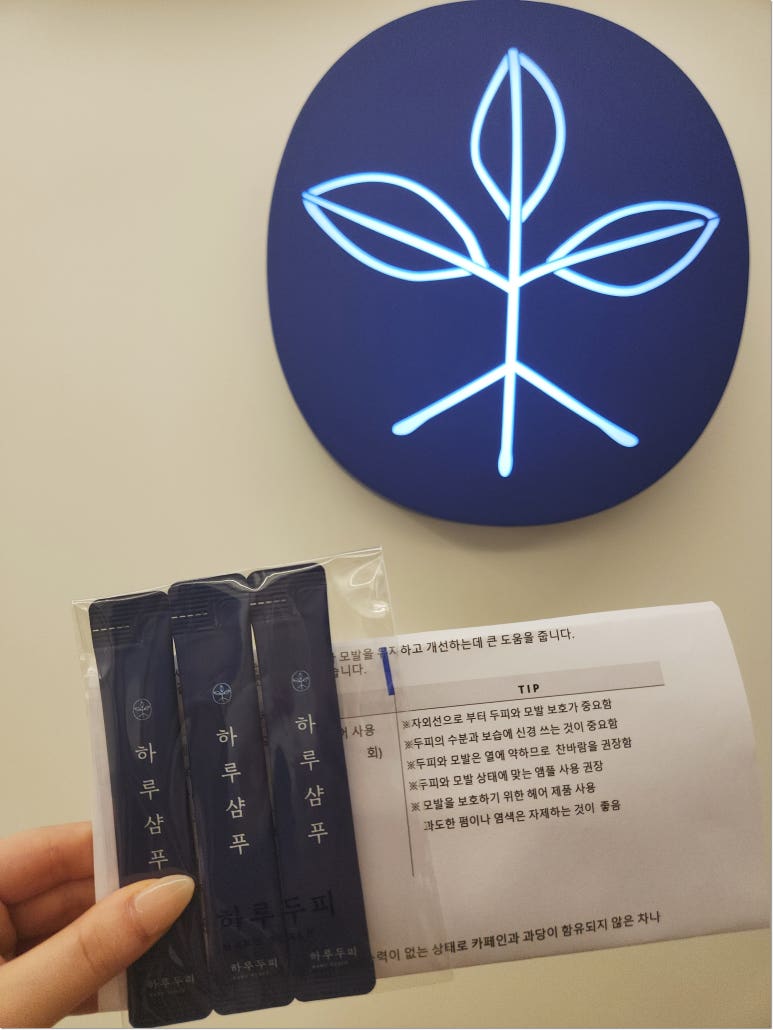 모발을 유지하고 개선하는데 큰 도움을 줍니다.
습니다.
TIP
사용
회)
※자외선으로 부터 두피와 모발 보호가 중요함
※두피의 수분과 보습에 신경 쓰는 것이 중요함
※두피와 모발은 열에 약하므로 찬바람을 권장함
※두피와 모발 상태에 맞는 앰플 사용 권장
※모발을 보호하기 위한 헤어 제품 사용
과도한 펌이나 염색은 자제하는 것이 좋음
력이 없는 상태로 카페인과 과당이 함유되지 않은 차나
하루샴푸
하루샴푸
하루샴푸
하루두피
하루두피
하루두피
하루두피